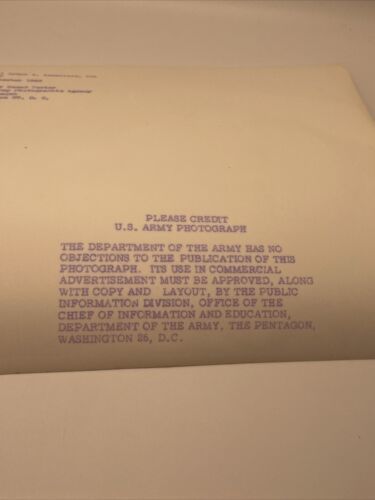 PLEASE CREDIT
U.S. ARMY PHOTOGRAPH
THE DEPARTMENT OF THE ARMY HAS NO
OBJECTIONS TO THE PUBLICATION OF THIS
PHOTOGRAPH. ITS USE IN COMMERCIAL
ADVERTISEMENT MUST BE APPROVED, ALONG
WITH COPY AND LAYOUT, BY THE PUBLIC
INFORMATION DIVISION, OFFICE OF THE
CHIEF OF INFORMATION AND EDUCATION,
DEPARTMENT OF THE ARMY, THE PENTAGON,
WASHINGTON 25, D.C.